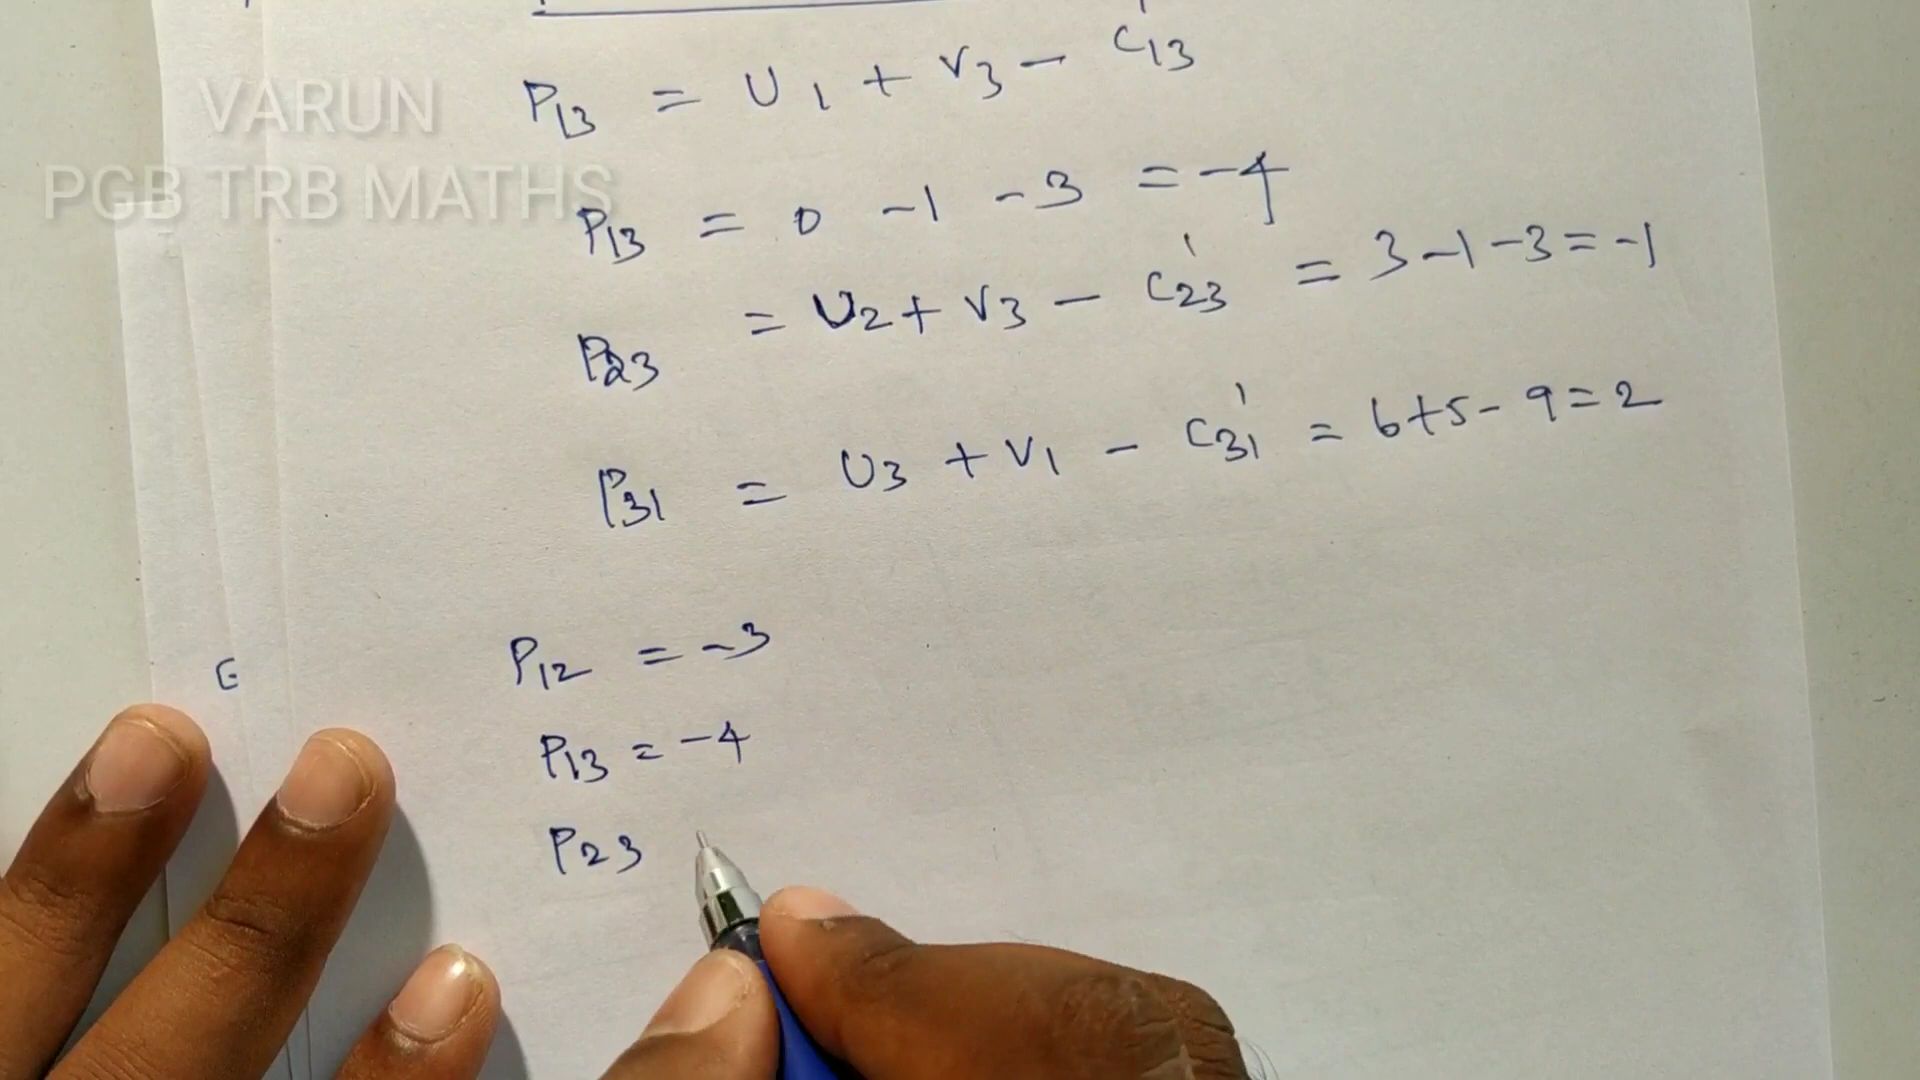 VARUN
PGB TRB MATHS
P13 = U1 + V3 - C'13
P13 = 0 -1 -3 = -4
P23 = U2 + V3 - C'23 = 3-1-3 = -1
P31 = U3 + V1 - C'31 = 6+5-9 = 2
P12 = -3
P13 = -4
P23